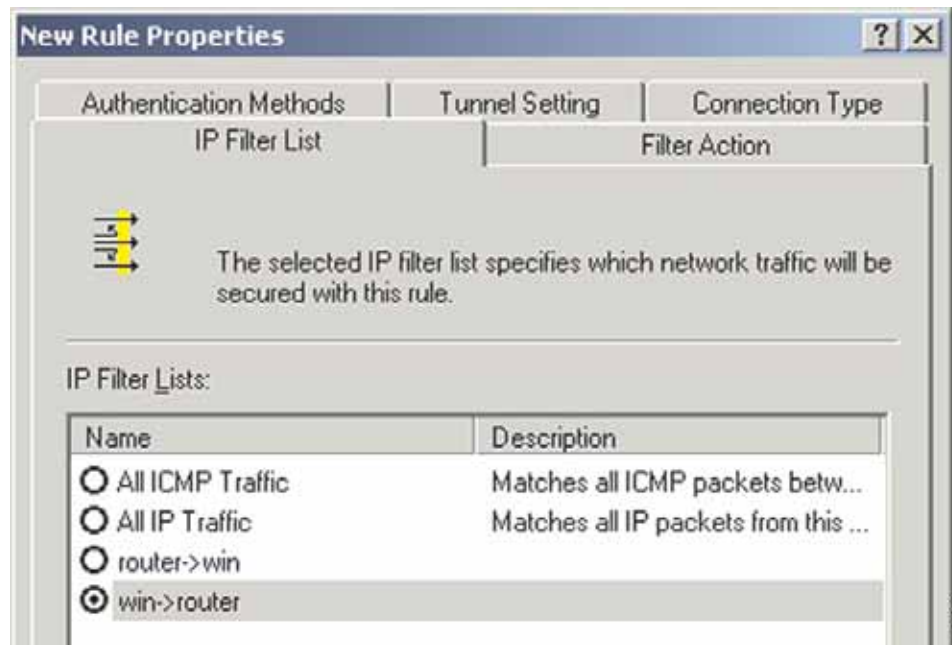 New Rule Properties
Authentication Methods Tunnel Setting Connection Type
IP Filter List Filter Action
The selected IP filter list specifies which network traffic will be
secured with this rule.
IP Filter Lists:
Name Description
All ICMP Traffic Matches all ICMP packets betw...
All IP Traffic Matches all IP packets from this ...
router->win
win->router